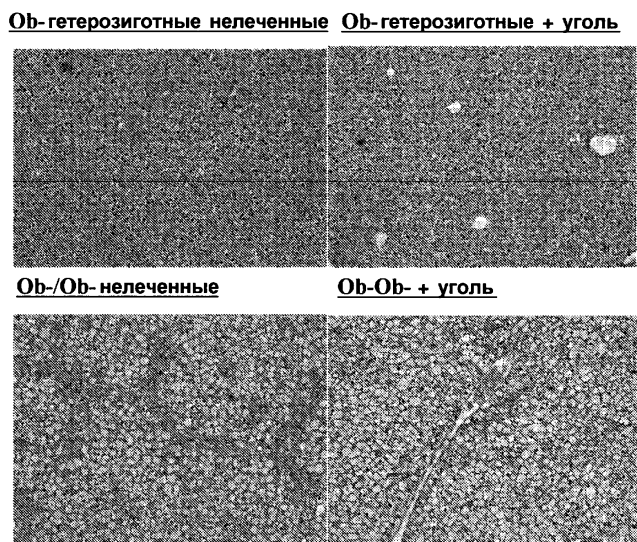 Ob- гетерозиготные нелеченные
Ob- гетерозиготные + уголь
Ob-/Ob- нелеченные
Ob-Ob- + уголь